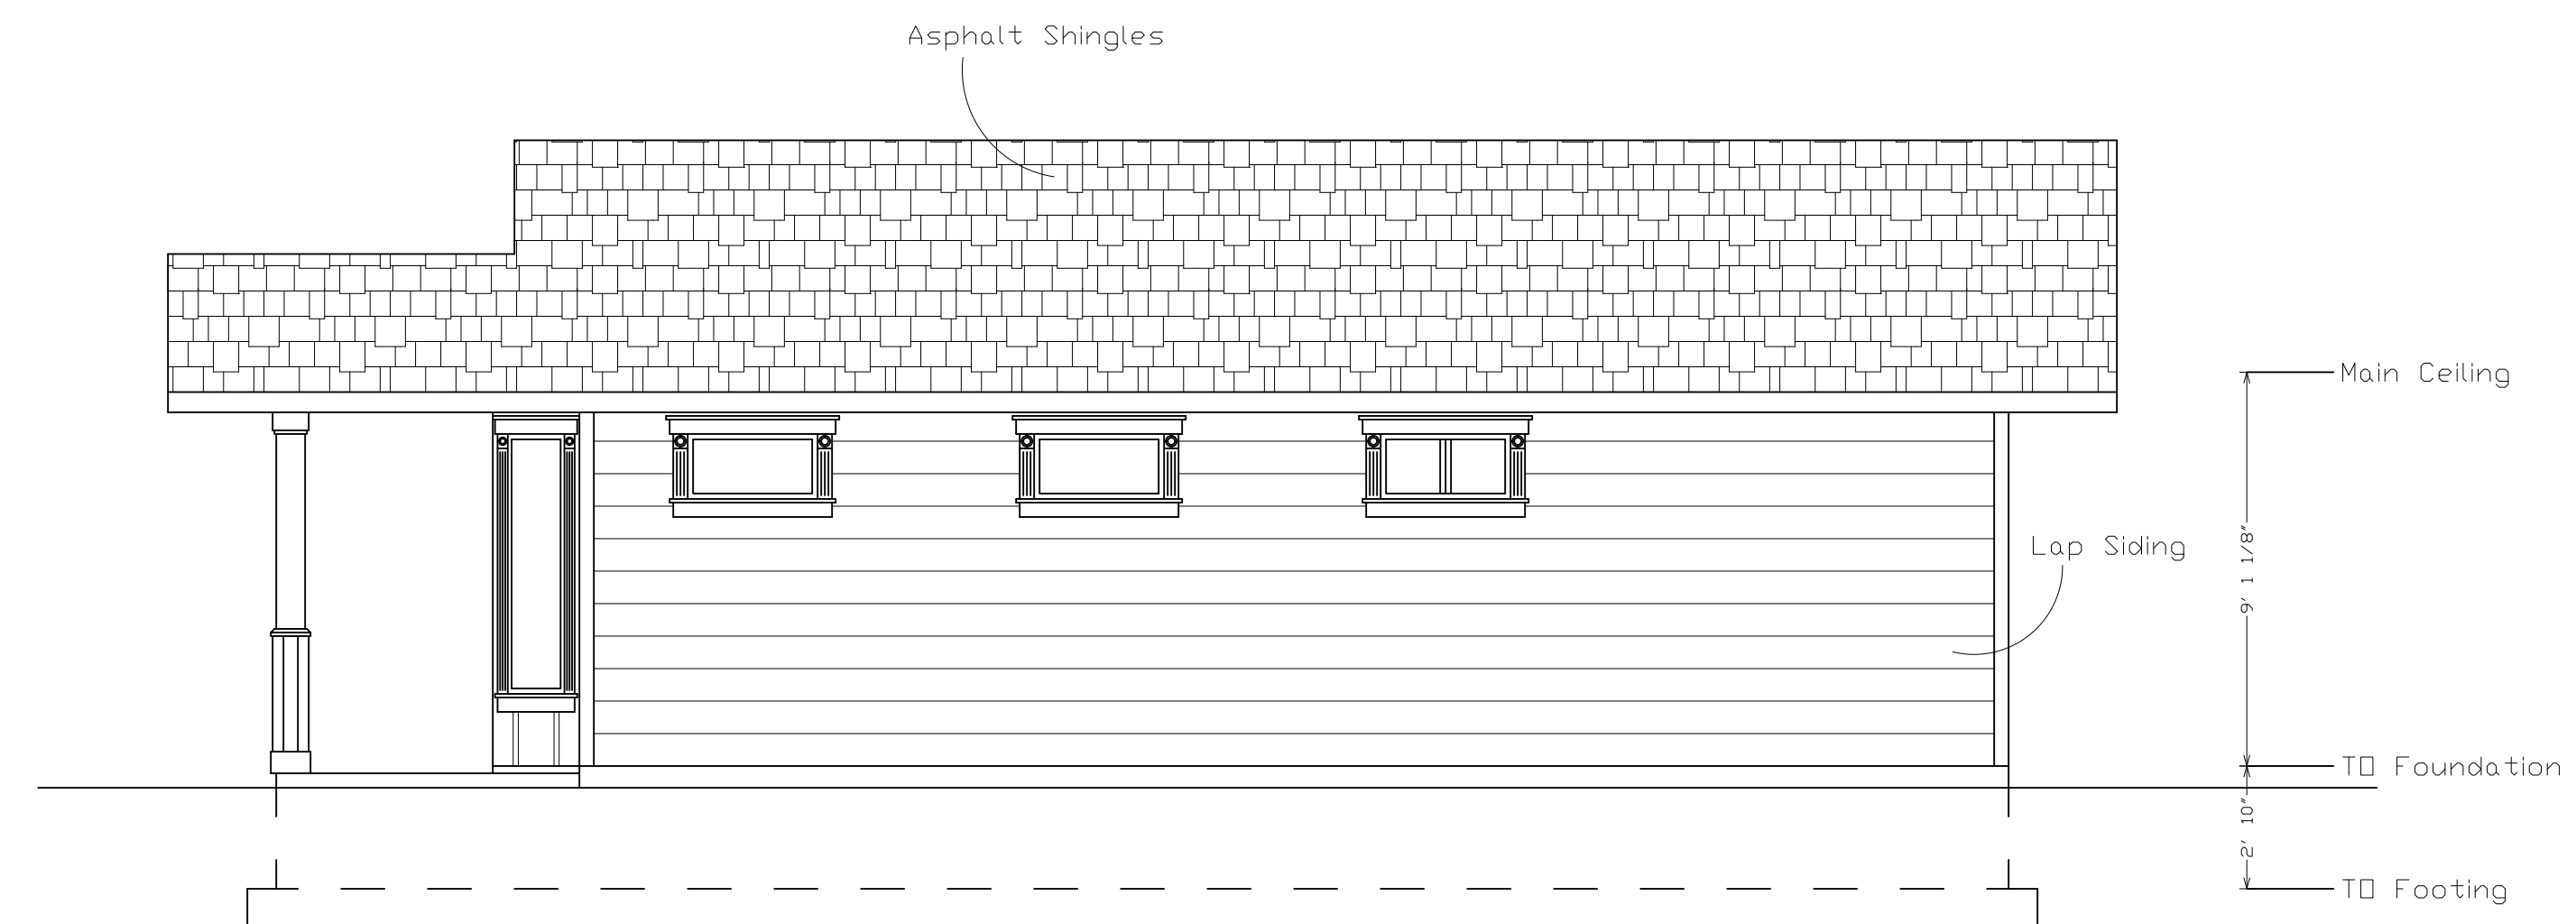 Asphalt Shingles
Main Ceiling
9' 1 1/8"
Lap Siding
TO Foundation
2' 10"
TO Footing